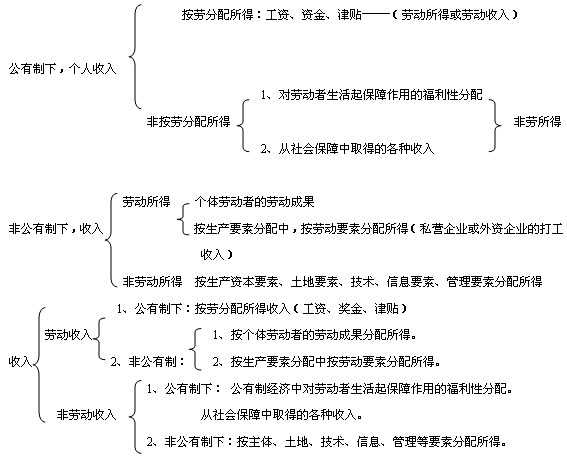 按劳分配所得：工资、资金、津贴——（劳动所得或劳动收入）
公有制下，个人收入
1、对劳动者生活起保障作用的福利性分配
非按劳分配所得
非劳所得
2、从社会保障中取得的各种收入
劳动所得
个体劳动者的劳动成果
非公有制下，收入
按生产要素分配中，按劳动要素分配所得（私营企业或外资企业的打工
收入）
非劳动所得 按生产资本要素、土地要素、技术、信息要素、管理要素分配所得
1、公有制下：按劳分配所得收入（工资、奖金、津贴）
劳动收入
1、按个体劳动者的劳动成果分配所得。
收入
2、非公有制：
2、按生产要素分配中按劳动要素分配所得。
1、公有制下： 公有制经济中对劳动者生活起保障作用的福利性分配。
非劳动收入
从社会保障中取得的各种收入。
2、非公有制下：按主体、土地、技术、信息、管理等要素分配所得。